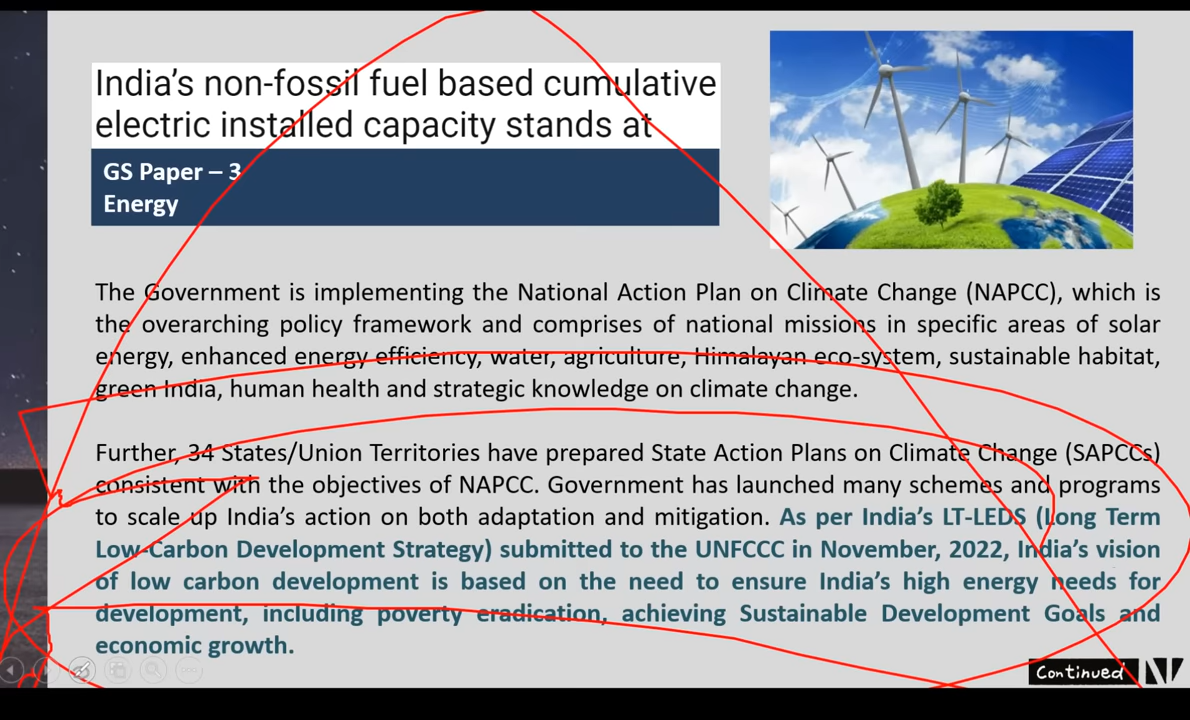 India’s non-fossil fuel based cumulative
electric installed capacity stands at
GS Paper – 3
Energy
The Government is implementing the National Action Plan on Climate Change (NAPCC), which is
the overarching policy framework and comprises of national missions in specific areas of solar
energy, enhanced energy efficiency, water, agriculture, Himalayan eco-system, sustainable habitat,
green India, human health and strategic knowledge on climate change.
Further, 34 States/Union Territories have prepared State Action Plans on Climate Change (SAPCCs)
consistent with the objectives of NAPCC. Government has launched many schemes and programs
to scale up India’s action on both adaptation and mitigation. As per India’s LT-LEDS (Long Term
Low-Carbon Development Strategy) submitted to the UNFCCC in November, 2022, India’s vision
of low carbon development is based on the need to ensure India’s high energy needs for
development, including poverty eradication, achieving Sustainable Development Goals and
economic growth.
Continued